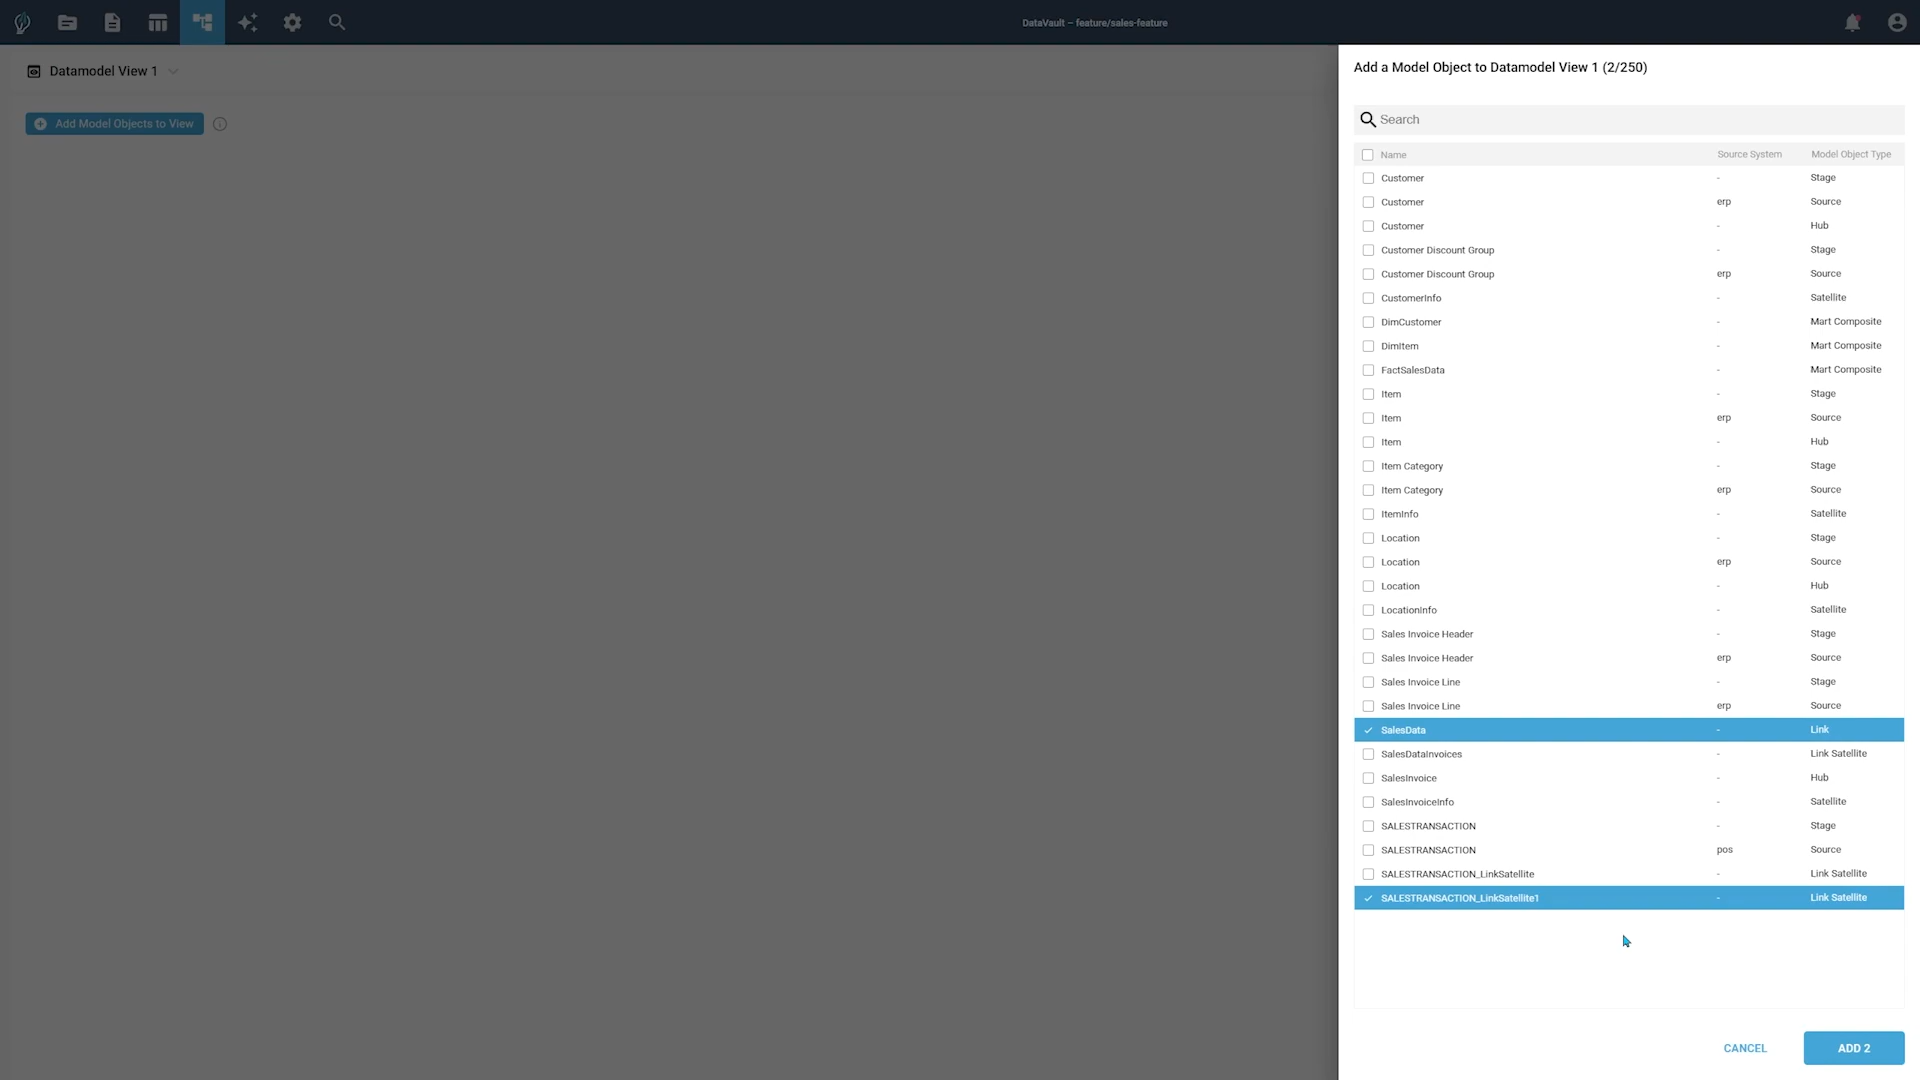 DataVault – feature/sales-feature
Datamodel View 1
Add Model Objects to View
Add a Model Object to Datamodel View 1 (2/250)
Search
Name Source System Model Object Type
Customer - Stage
Customer erp Source
Customer - Hub
Customer Discount Group - Stage
Customer Discount Group erp Source
CustomerInfo - Satellite
DimCustomer - Mart Composite
DimItem - Mart Composite
FactSalesData - Mart Composite
Item - Stage
Item erp Source
Item - Hub
Item Category - Stage
Item Category erp Source
ItemInfo - Satellite
Location - Stage
Location erp Source
Location - Hub
LocationInfo - Satellite
Sales Invoice Header - Stage
Sales Invoice Header erp Source
Sales Invoice Line - Stage
Sales Invoice Line erp Source
SalesData - Link
SalesDataInvoices - Link Satellite
SalesInvoice - Hub
SalesInvoiceInfo - Satellite
SALESTRANSACTION - Stage
SALESTRANSACTION pos Source
SALESTRANSACTION_LinkSatellite - Link Satellite
SALESTRANSACTION_LinkSatellite1 - Link Satellite
CANCEL ADD 2